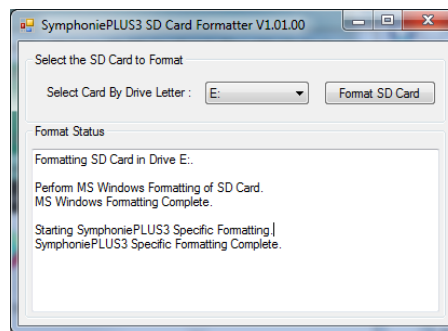 SymphoniePLUS3 SD Card Formatter V1.01.00
Select the SD Card to Format
Select Card By Drive Letter : E: Format SD Card
Format Status
Formatting SD Card in Drive E:.
Perform MS Windows Formatting of SD Card.
MS Windows Formatting Complete.
Starting SymphoniePLUS3 Specific Formatting.
SymphoniePLUS3 Specific Formatting Complete.